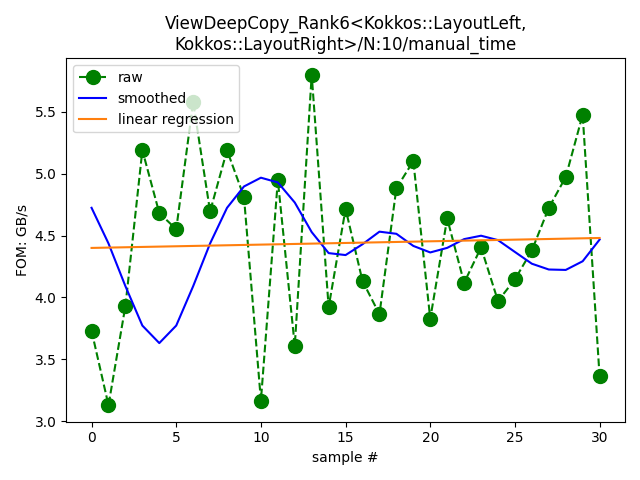 ViewDeepCopy_Rank6<Kokkos::LayoutLeft,
Kokkos::LayoutRight>/N:10/manual_time
raw
smoothed
linear regression
FOM: GB/s
5.5
5.0
4.5
4.0
3.5
3.0
0 5 10 15 20 25 30
sample #